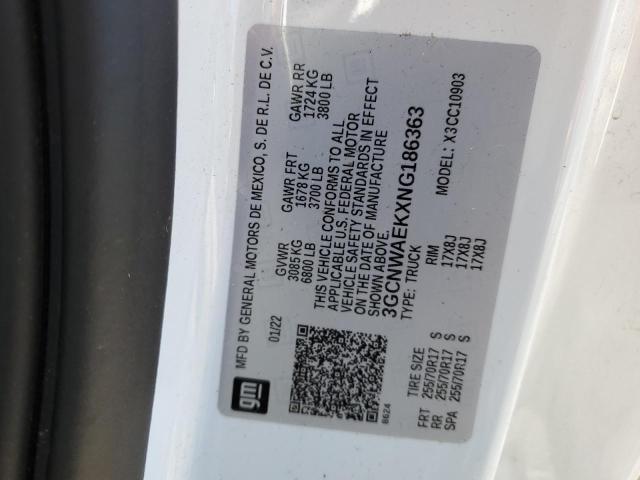 gm
MFD BY GENERAL MOTORS DE MEXICO, S. DE R.L. DE C.V.
01/22 GVWR GAWR FRT GAWR RR
3085 KG 1678 KG 1724 KG
6800 LB 3700 LB 3800 LB
THIS VEHICLE CONFORMS TO ALL
APPLICABLE U.S. FEDERAL MOTOR
VEHICLE SAFETY STANDARDS IN EFFECT
ON THE DATE OF MANUFACTURE
SHOWN ABOVE.
3GCNWAEKXNG186363
8624 TYPE: TRUCK MODEL: X3CC10903
TIRE SIZE RIM
FRT 255/70R17 S 17X8J
RR 255/70R17 S 17X8J
SPA 255/70R17 S 17X8J